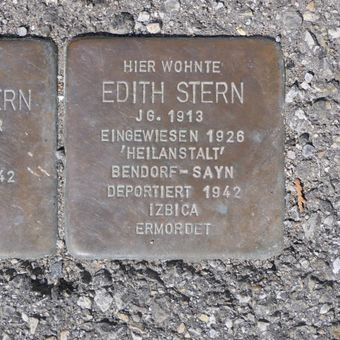 HIER WOHNTE
EDITH STERN
JG. 1913
EINGEWIESEN 1926
'HEILANSTALT'
BENDORF-SAYN
DEPORTIERT 1942
IZBICA
ERMORDET